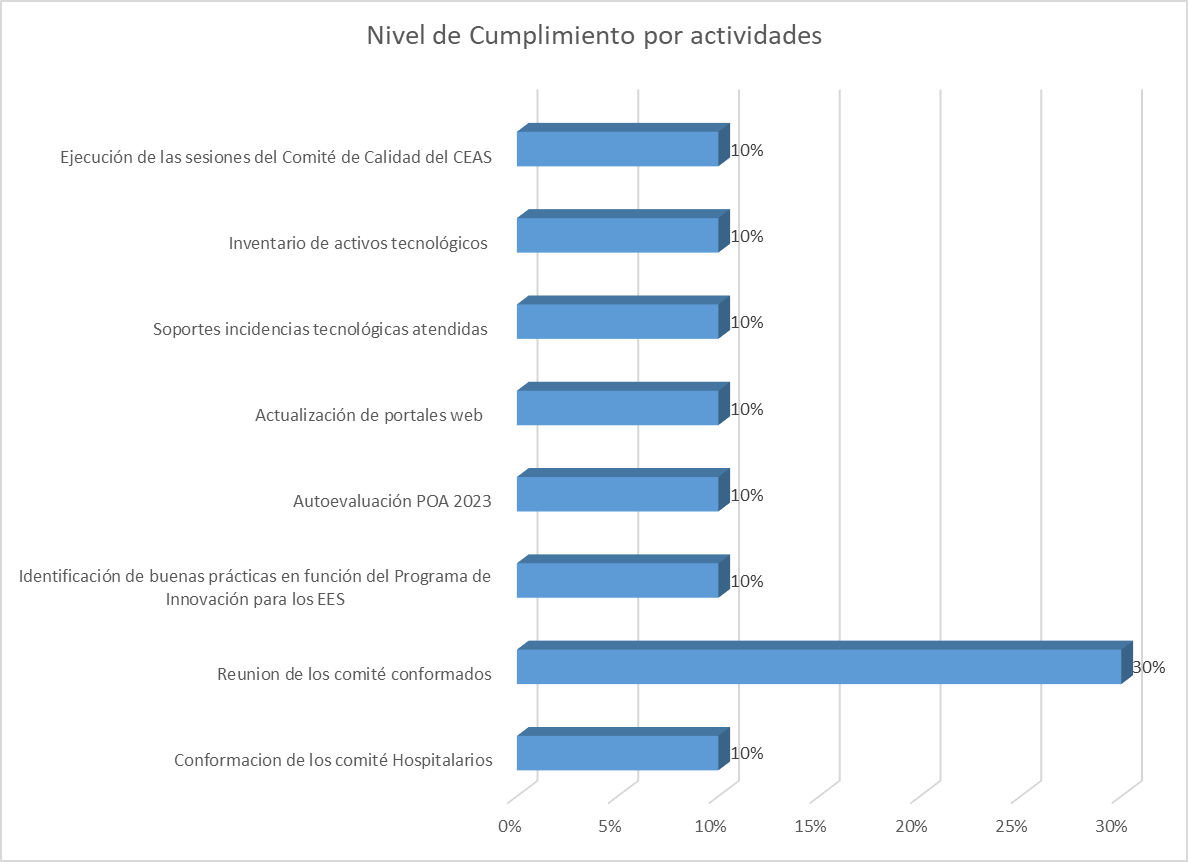 Nivel de Cumplimiento por actividades
Ejecución de las sesiones del Comité de Calidad del CEAS
10%
Inventario de activos tecnológicos
10%
Soportes incidencias tecnológicas atendidas
10%
Actualización de portales web
10%
Autoevaluación POA 2023
10%
Identificación de buenas prácticas en función del Programa de
Innovación para los EES
10%
Reunion de los comité conformados
30%
Conformacion de los comité Hospitalarios
10%
0% 5% 10% 15% 20% 25% 30%